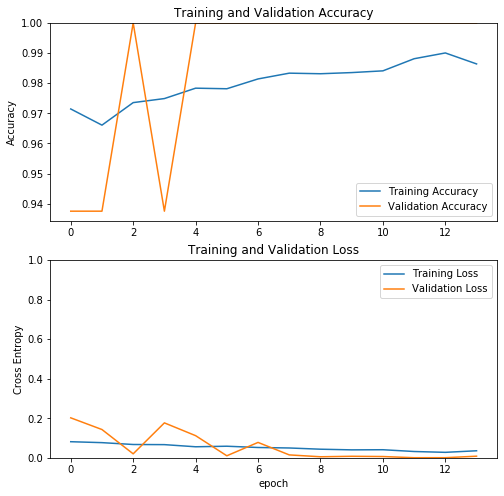 Training and Validation Accuracy
1.00
0.99
0.98
0.97
0.96
0.95
0.94
Accuracy
Training Accuracy
Validation Accuracy
0 2 4 6 8 10 12
Training and Validation Loss
1.0
0.8
0.6
0.4
0.2
0.0
Cross Entropy
Training Loss
Validation Loss
0 2 4 6 8 10 12
epoch